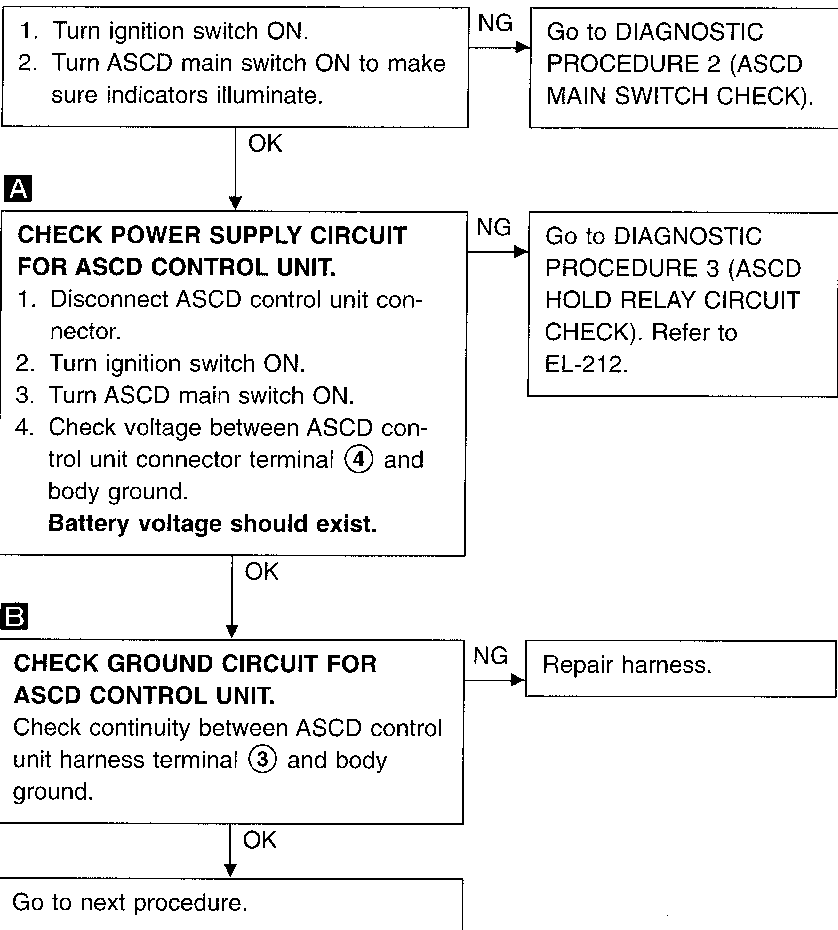 1. Turn ignition switch ON.
2. Turn ASCD main switch ON to make
sure indicators illuminate.
NG
Go to DIAGNOSTIC
PROCEDURE 2 (ASCD
MAIN SWITCH CHECK).
OK
A
CHECK POWER SUPPLY CIRCUIT
FOR ASCD CONTROL UNIT.
1. Disconnect ASCD control unit con-
nector.
2. Turn ignition switch ON.
3. Turn ASCD main switch ON.
4. Check voltage between ASCD con-
trol unit connector terminal ④ and
body ground.
Battery voltage should exist.
NG
Go to DIAGNOSTIC
PROCEDURE 3 (ASCD
HOLD RELAY CIRCUIT
CHECK). Refer to
EL-212.
OK
B
CHECK GROUND CIRCUIT FOR
ASCD CONTROL UNIT.
Check continuity between ASCD control
unit harness terminal ③ and body
ground.
NG
Repair harness.
OK
Go to next procedure.